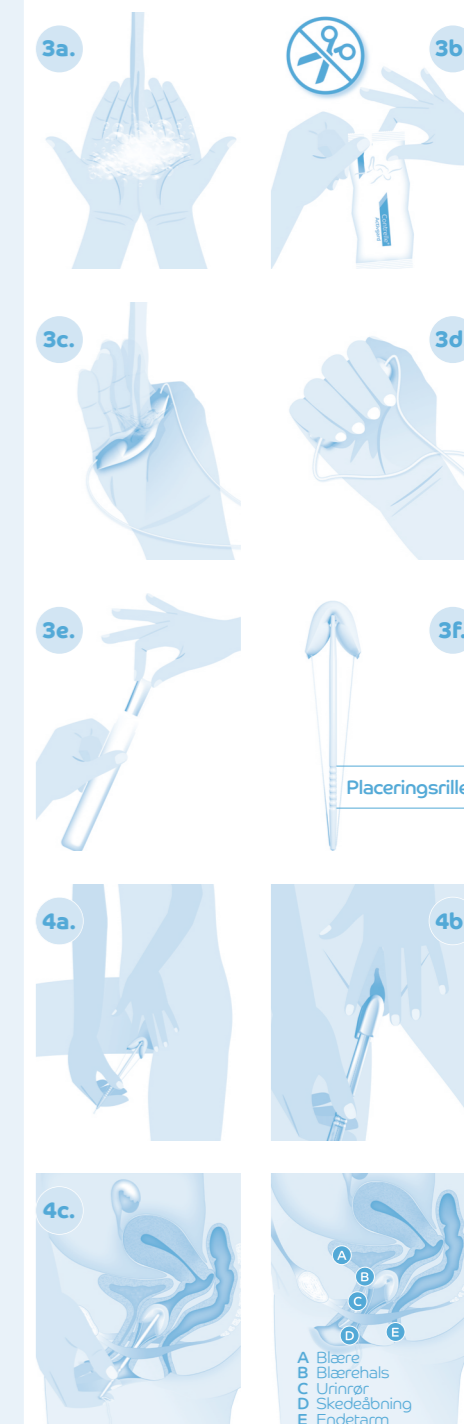 3a.
3b
3c.
3d
3e.
3f.
Placeringsrille
4a.
4b
4c.
A
B
C
D
E
A Blære
B Blærehals
C Urinrør
D Skedeåbning
E Endetarm